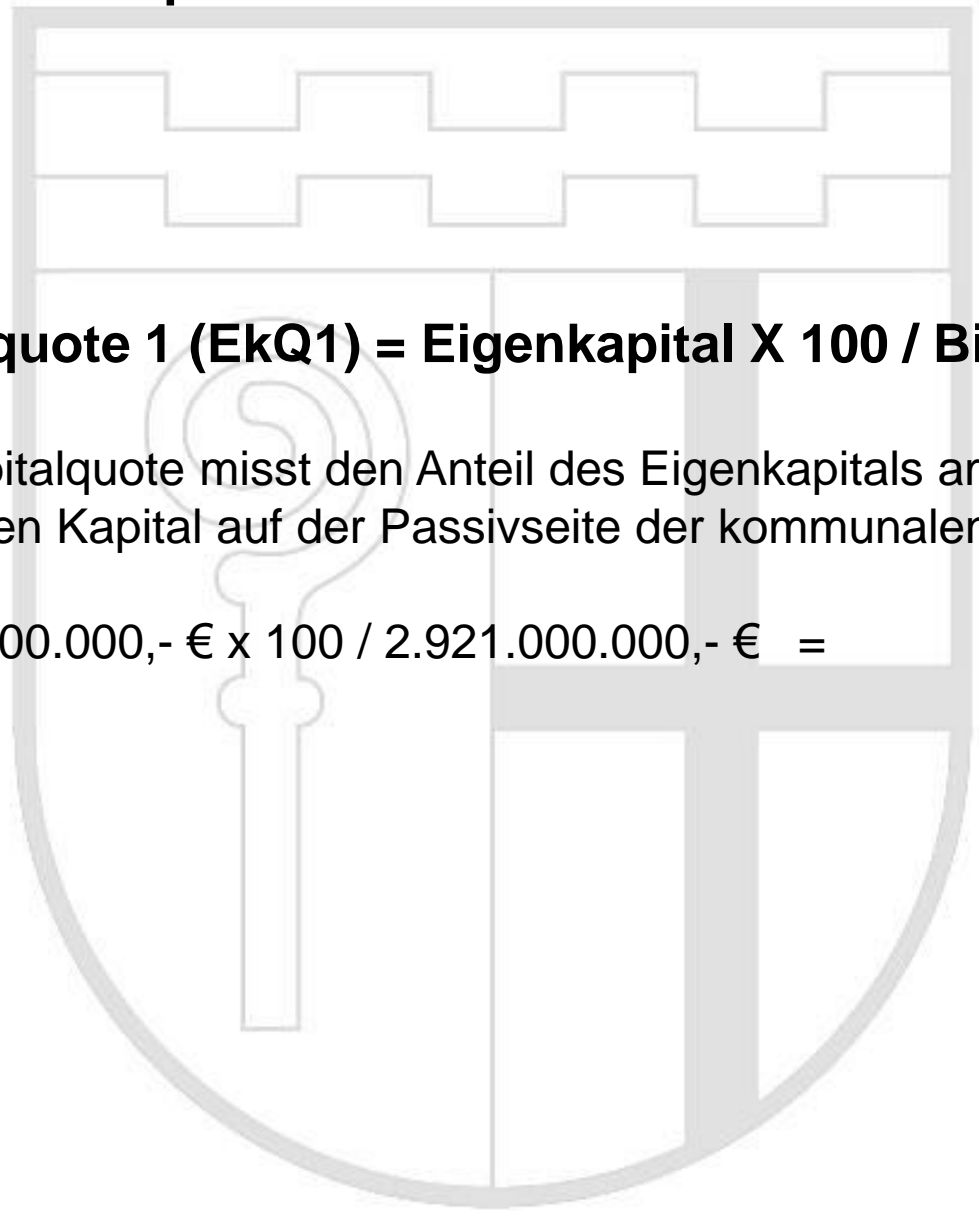 quote 1 (EkQ1) = Eigenkapital X 100 / Bi
italquote misst den Anteil des Eigenkapitals
en Kapital auf der Passivseite der kommunalen
00.000,- € x 100 / 2.921.000.000,- € =